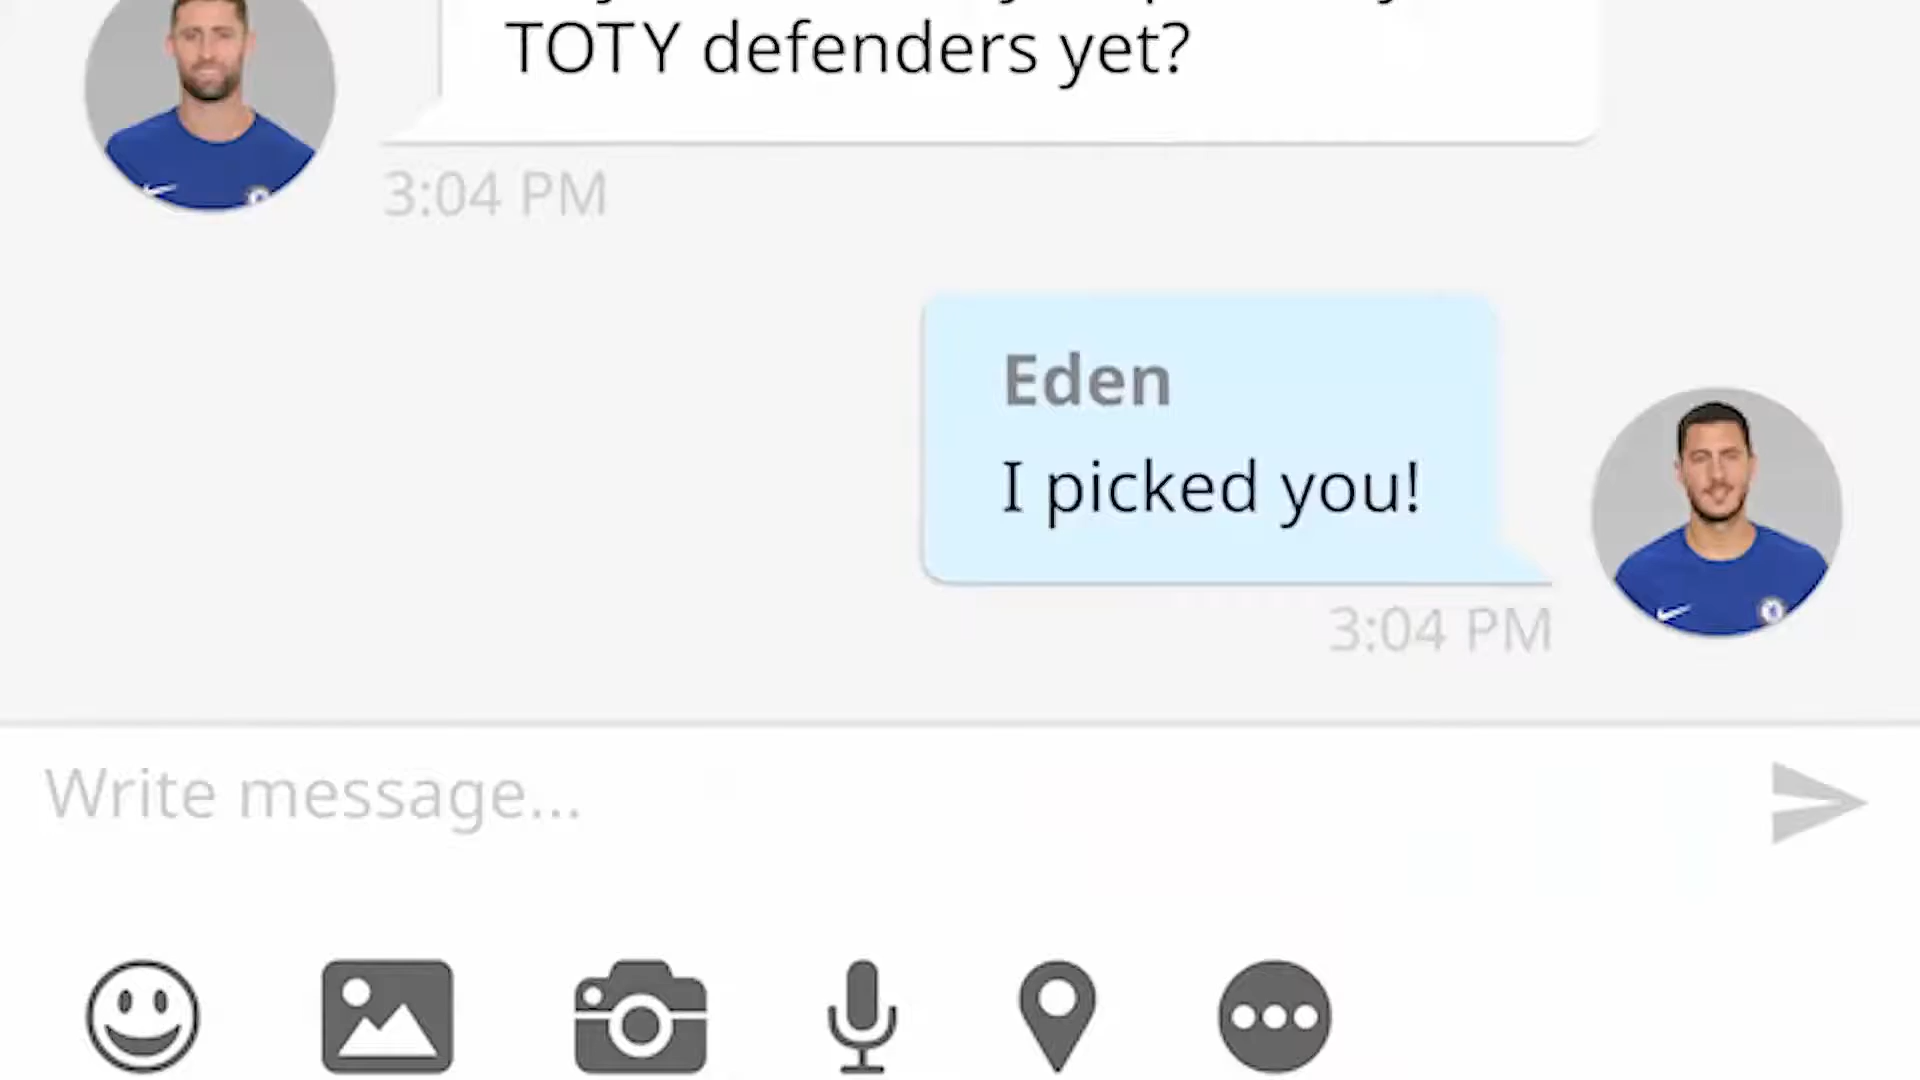 TOTY defenders yet?
3:04 PM
Eden
I picked you!
3:04 PM
Write message...